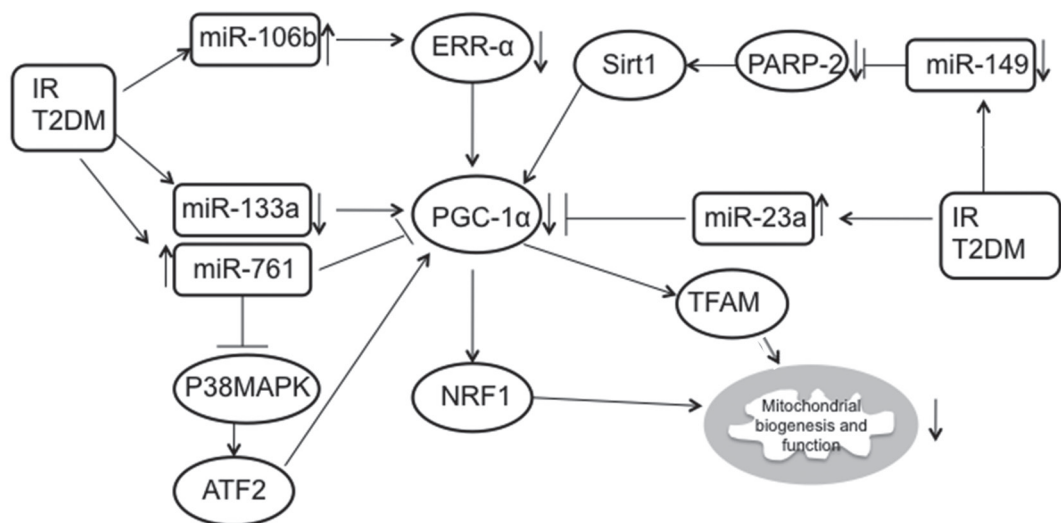 miR-106b
ERR-α
Sirt1
PARP-2
miR-149
IR
T2DM
miR-133a
PGC-1α
miR-23a
IR
T2DM
miR-761
TFAM
P38MAPK
NRF1
Mitochondrial
biogenesis and
function
ATF2